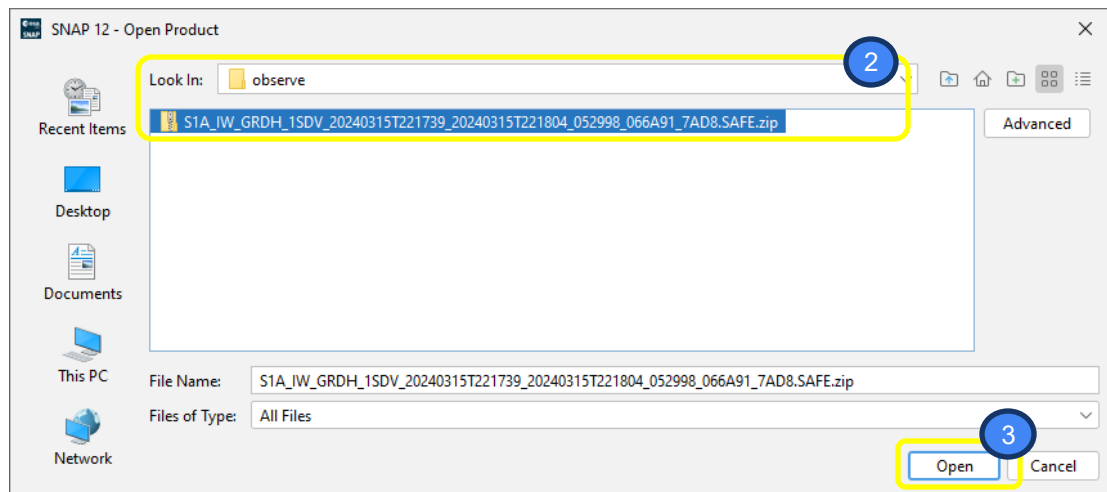 SNAP 12 - Open Product
Look In: observe
2
Recent Items
S1A_IW_GRDH_1SDV_20240315T221739_20240315T221804_052998_066A91_7AD8.SAFE.zip
Advanced
Desktop
Documents
This PC
Network
File Name: S1A_IW_GRDH_1SDV_20240315T221739_20240315T221804_052998_066A91_7AD8.SAFE.zip
Files of Type: All Files
3
Open
Cancel